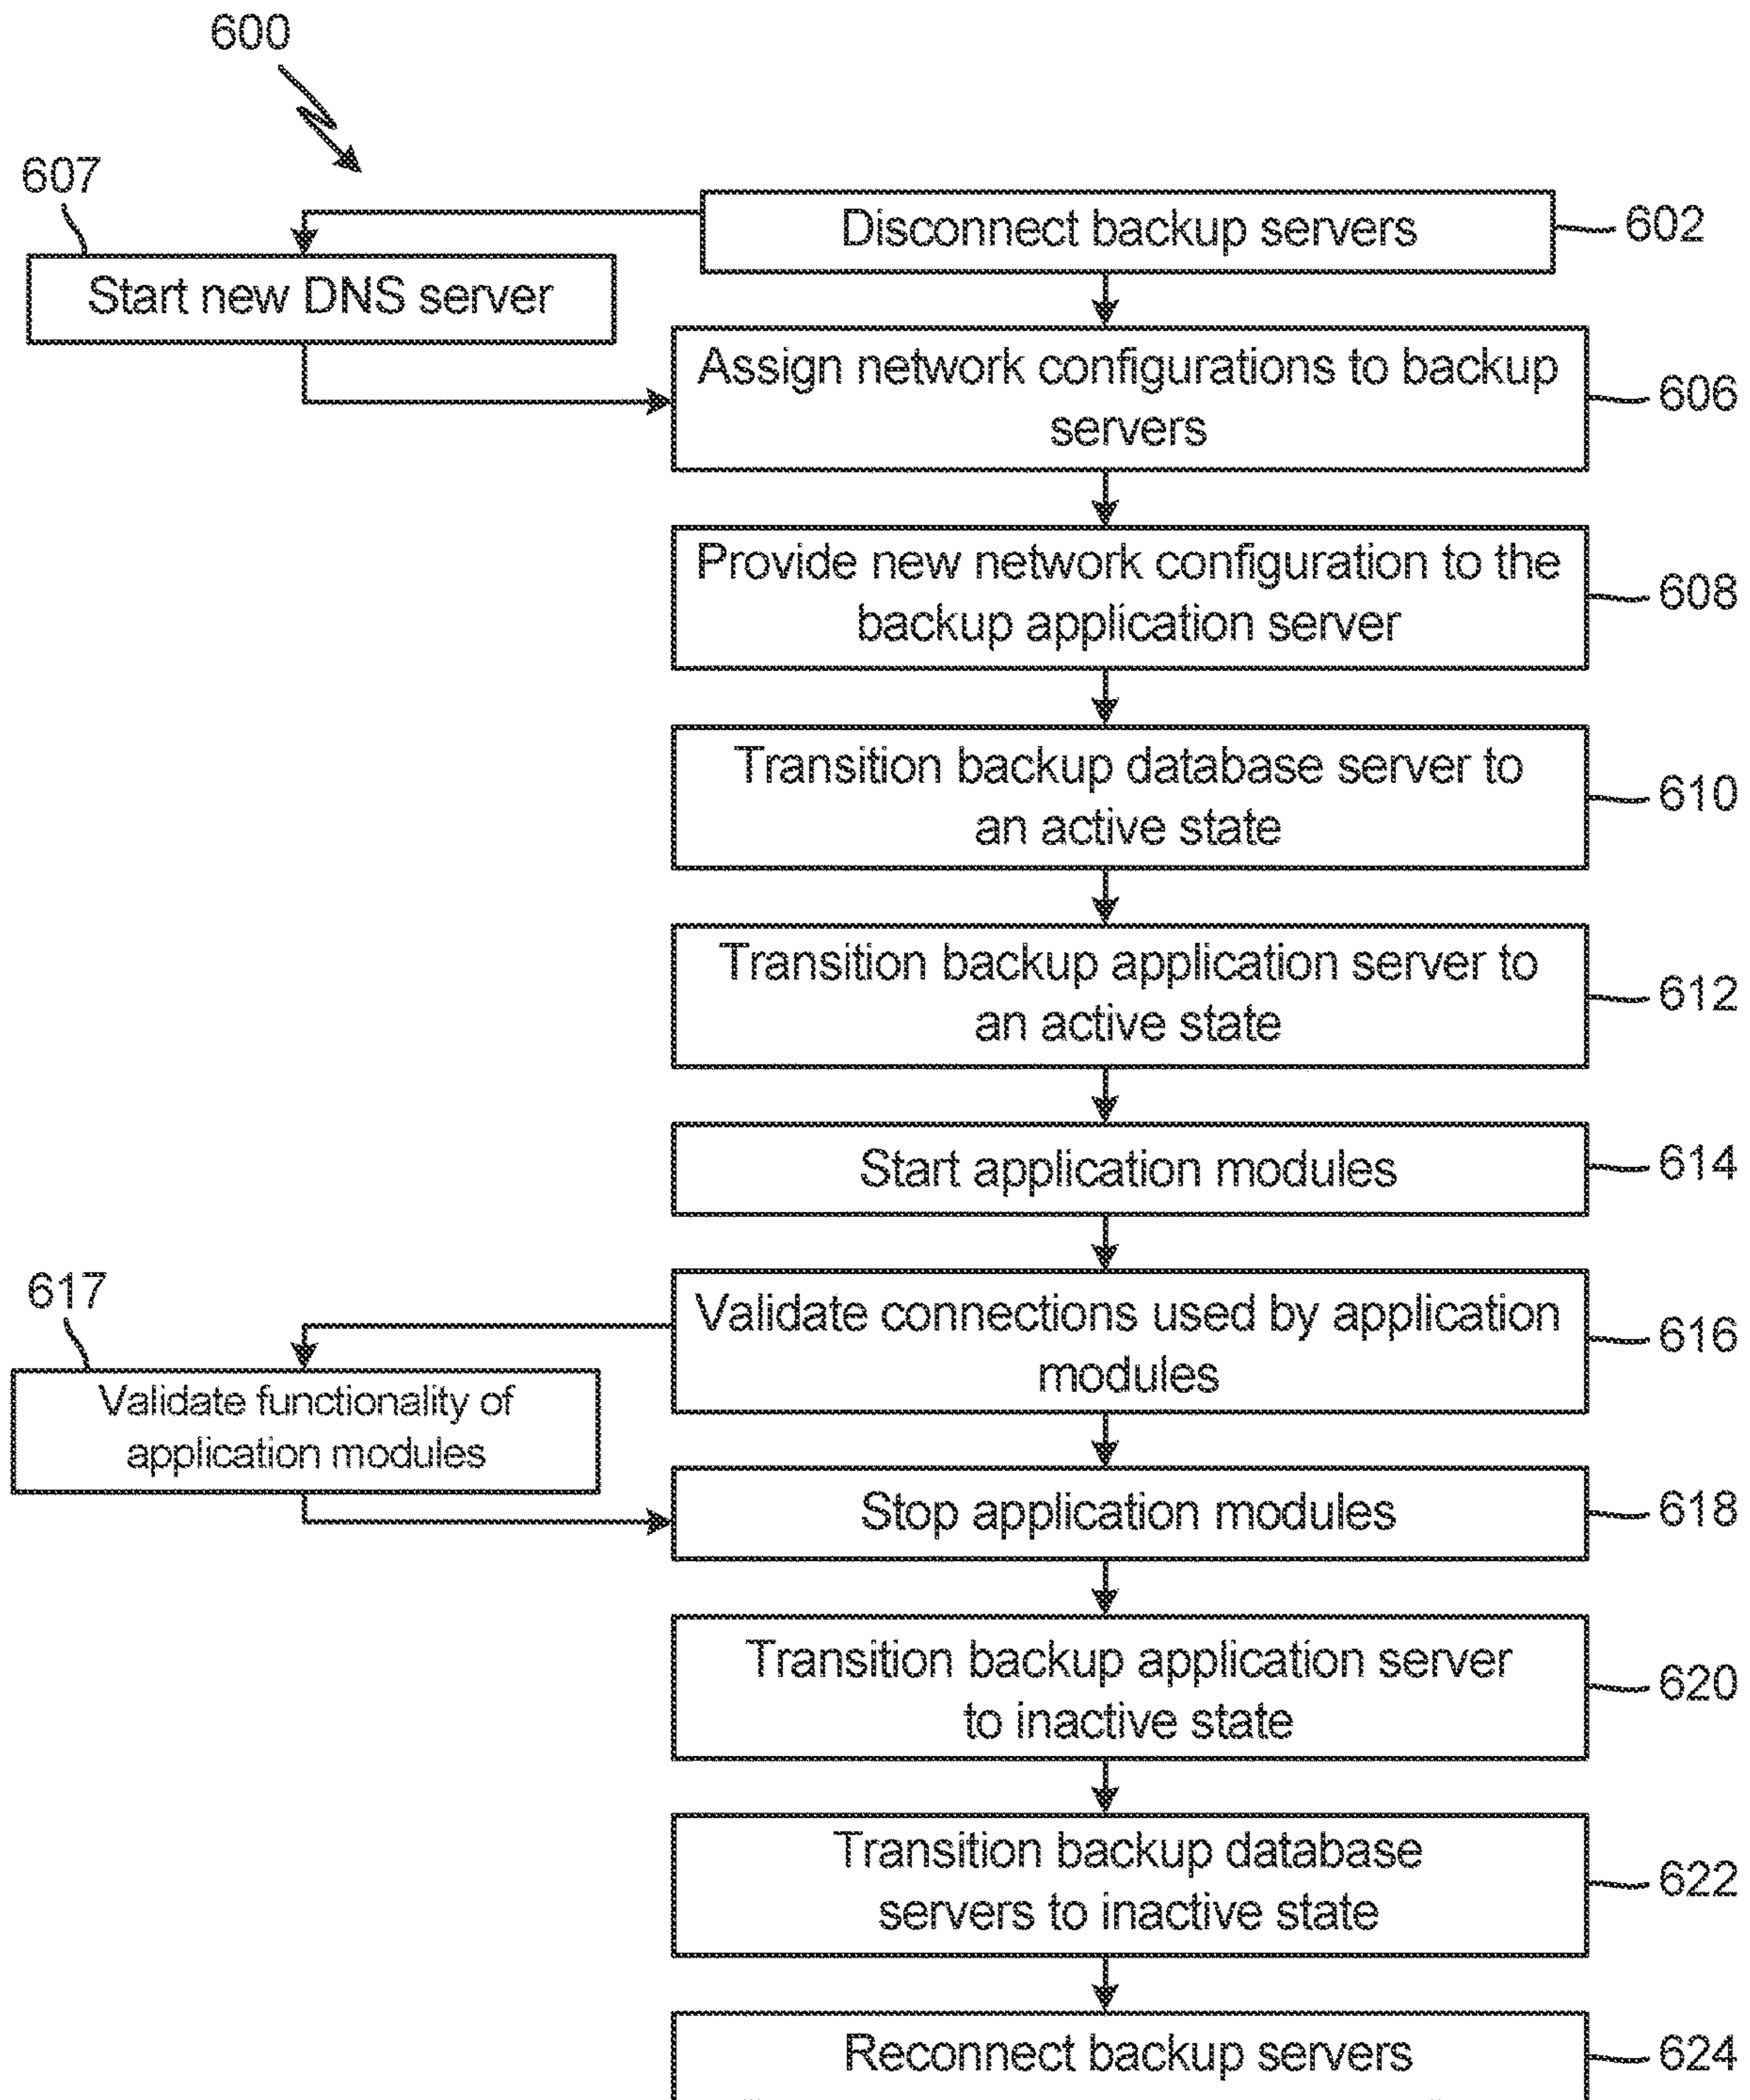 600
607
Disconnect backup servers
602
Start new DNS server
Assign network configurations to backup
servers
606
Provide new network configuration to the
backup application server
608
Transition backup database server to
an active state
610
Transition backup application server to
an active state
612
Start application modules
614
617
Validate connections used by application
modules
616
Validate functionality of
application modules
Stop application modules
618
Transition backup application server
to inactive state
620
Transition backup database
servers to inactive state
622
Reconnect backup servers
624